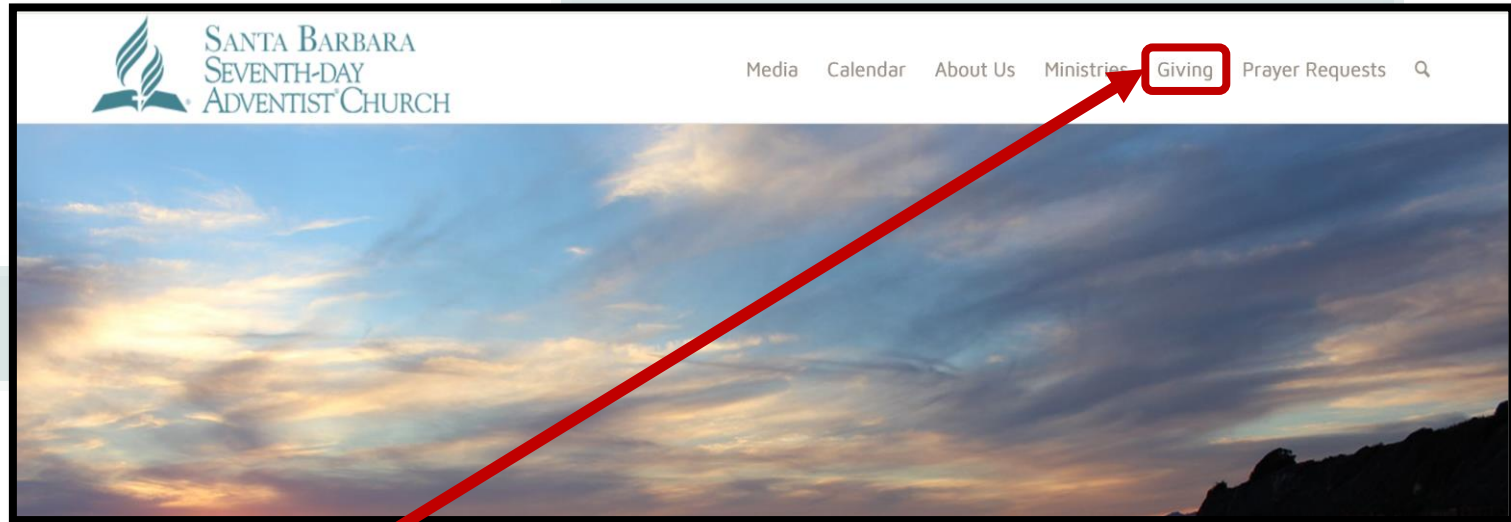 SANTA BARBARA
SEVENTH-DAY
ADVENTIST® CHURCH
Media Calendar About Us Ministries Giving Prayer Requests